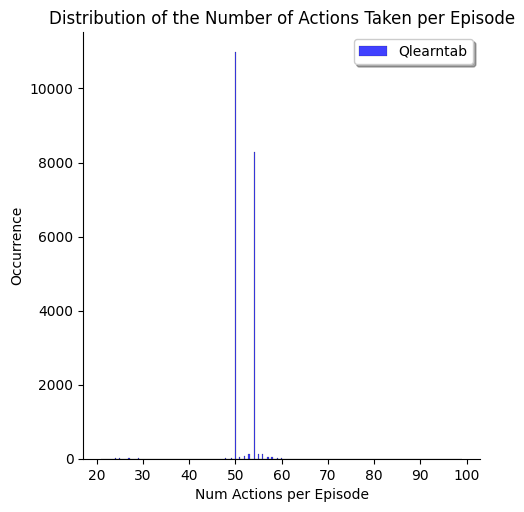 Distribution of the Number of Actions Taken per Episode
Qlearntab
10000
8000
6000
4000
2000
0
Occurrence
20 30 40 50 60 70 80 90 100
Num Actions per Episode